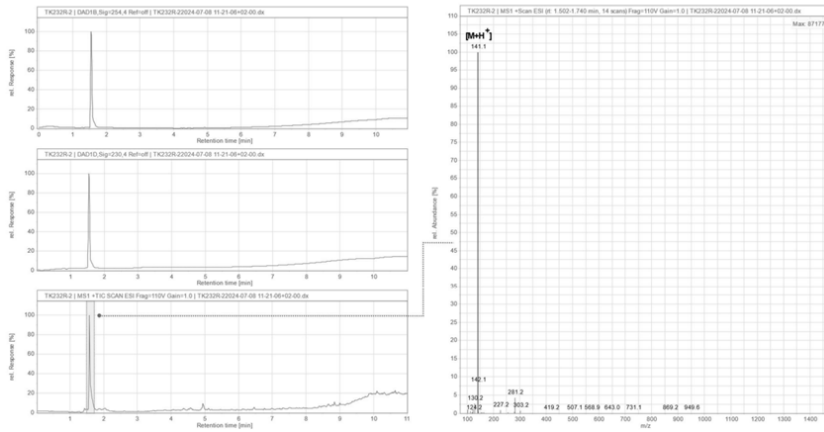 TK232R-2 | DAD1B,Sig=254,4 Ref=off | TK232R-22024-07-08 11-21-06+02-00.dx
rel. Response [%]
100
80
60
40
20
0
0 1 2 3 4 5 6 7 8 9 10
Retention time [min]
TK232R-2 | DAD1D,Sig=230,4 Ref=off | TK232R-22024-07-08 11-21-06+02-00.dx
rel. Response [%]
100
80
60
40
20
0
1 2 3 4 5 6 7 8 9 10
Retention time [min]
TK232R-2 | MS1 +TIC SCAN ESI Frag=110V Gain=1.0 | TK232R-22024-07-08 11-21-06+02-00.dx
rel. Response [%]
100
80
60
40
20
0
1 2 3 4 5 6 7 8 9 10 11
Retention time [min]
TK232R-2 | MS1 +Scan ESI (rt: 1.502-1.740 min, 14 scans) Frag=110V Gain=1.0 | TK232R-22024-07-08 11-21-06+02-00.dx
Max: 87177
[M+H+]
141.1
rel. Abundance [%]
110
105
100
95
90
85
80
75
70
65
60
55
50
45
40
35
30
25
20
15
10
5
0
142.1
130.2
124.2
227.2
281.2
303.2
419.2 507.1 568.9 643.0 731.1 869.2 949.6
100 200 300 400 500 600 700 800 900 1000 1100 1200 1300 1400
m/z